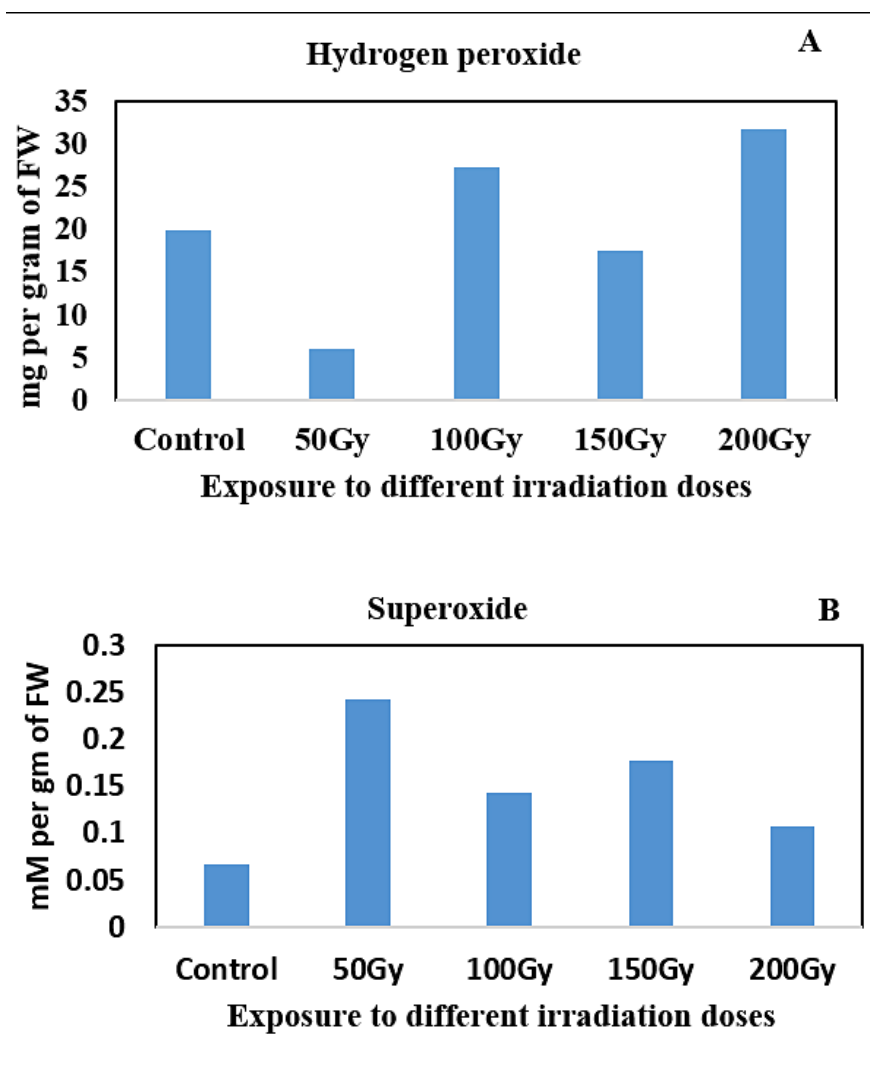 Hydrogen peroxide
A
mg per gram of FW
35
30
25
20
15
10
5
0
Control 50Gy 100Gy 150Gy 200Gy
Exposure to different irradiation doses
Superoxide
B
mM per gm of FW
0.3
0.25
0.2
0.15
0.1
0.05
0
Control 50Gy 100Gy 150Gy 200Gy
Exposure to different irradiation doses